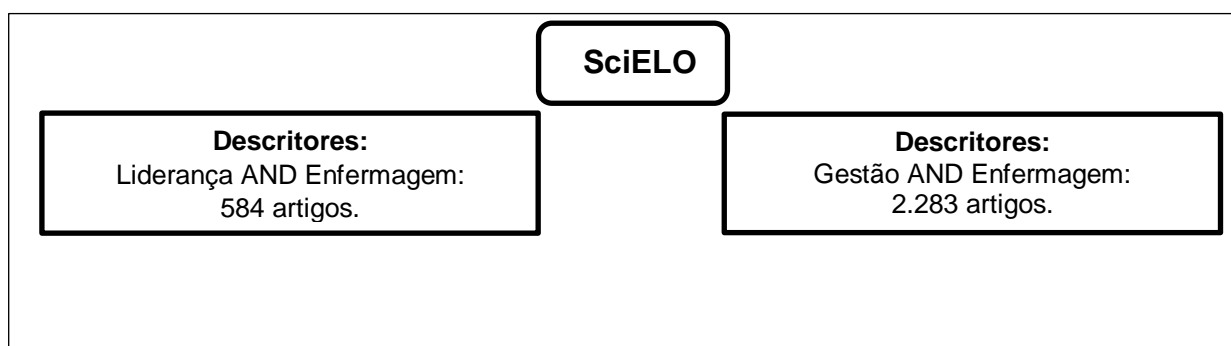 SciELO
Descritores:
Liderança AND Enfermagem:
584 artigos.
Descritores:
Gestão AND Enfermagem:
2.283 artigos.